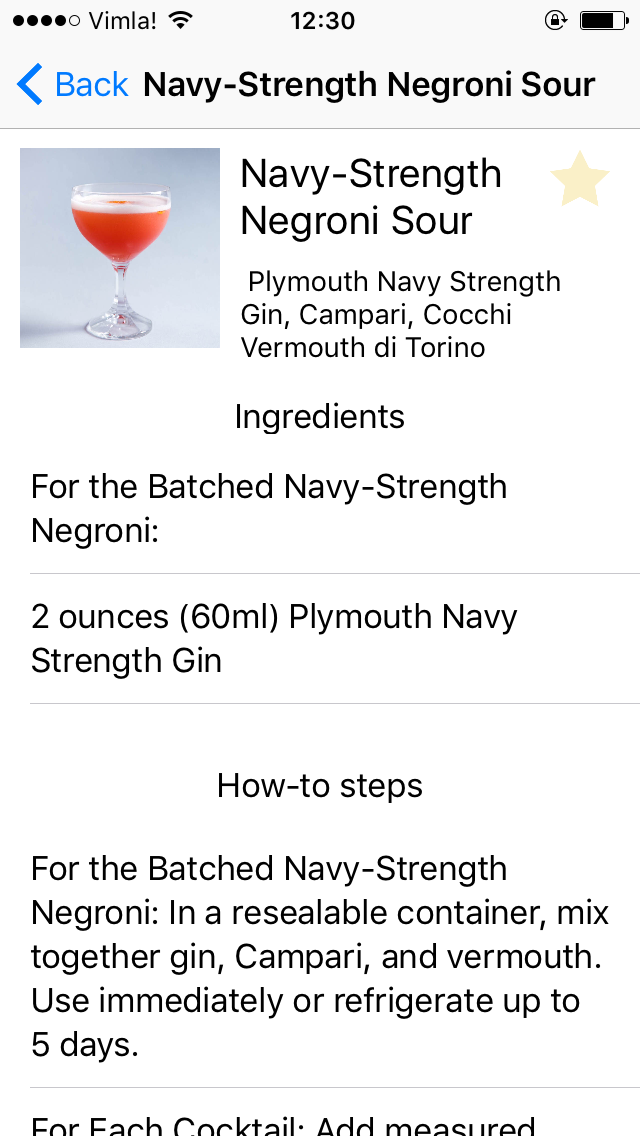 Vimla! 12:30
Back Navy-Strength Negroni Sour
Navy-Strength
Negroni Sour
Plymouth Navy Strength
Gin, Campari, Cocchi
Vermouth di Torino
Ingredients
For the Batched Navy-Strength
Negroni:
2 ounces (60ml) Plymouth Navy
Strength Gin
How-to steps
For the Batched Navy-Strength
Negroni: In a resealable container, mix
together gin, Campari, and vermouth.
Use immediately or refrigerate up to
5 days.
For Each Cocktail: Add measured